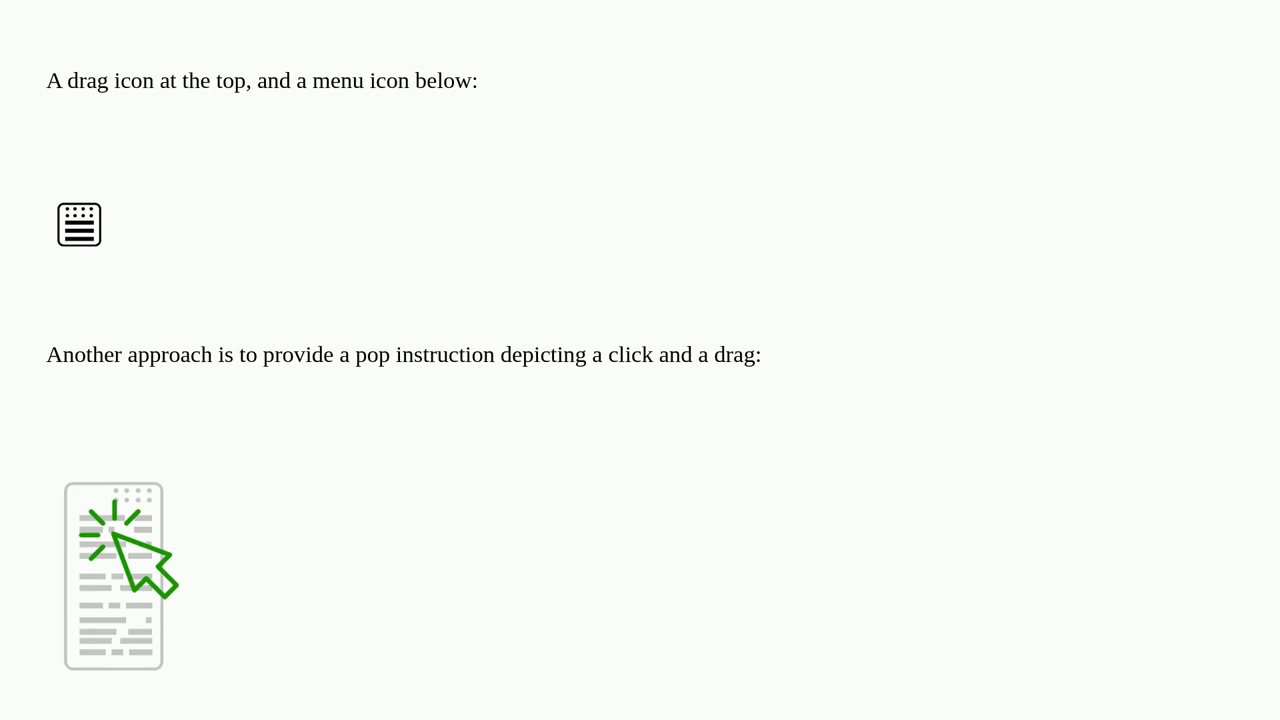 A drag icon at the top, and a menu icon below:
Another approach is to provide a pop instruction depicting a click and a drag: